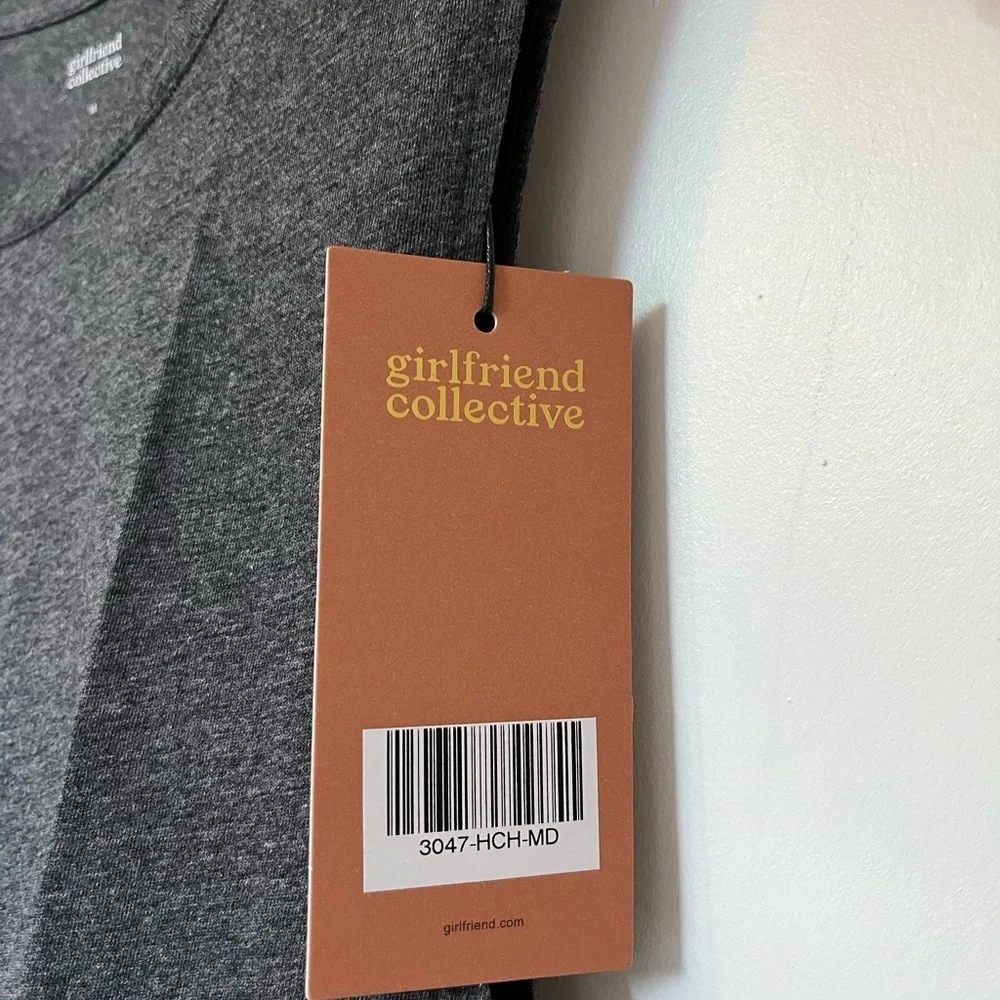 girlfriend
collective
M
girlfriend
collective
3047-HCH-MD
girlfriend.com